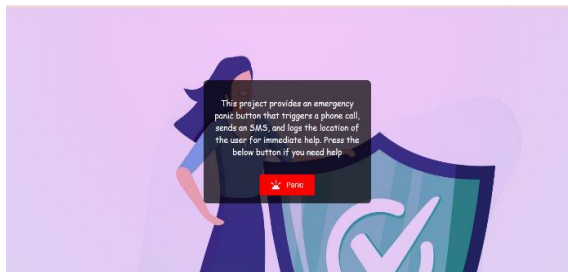 This project provides an emergency
panic button that triggers a phone call,
sends an SMS, and logs the location of
the user for immediate help. Press the
below button if you need help
Panic